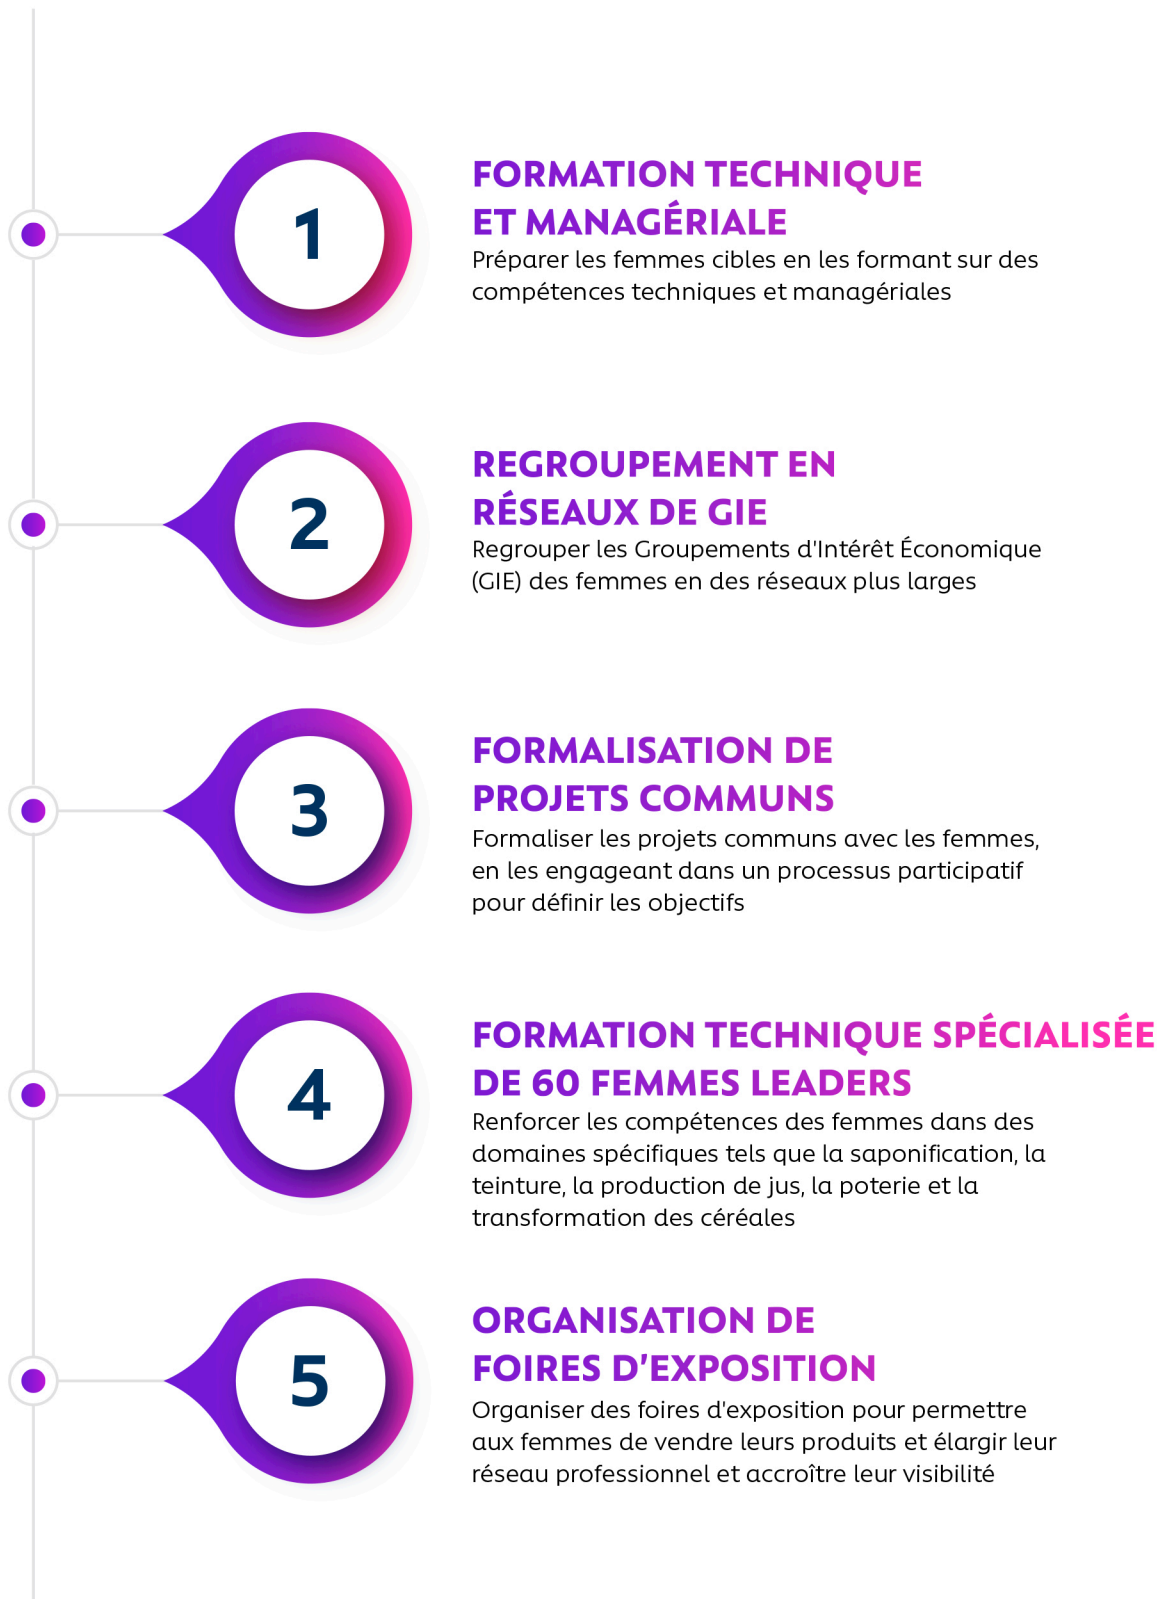 1
FORMATION TECHNIQUE
ET MANAGÉRIALE
Préparer les femmes cibles en les formant sur des
compétences techniques et managériales
2
REGROUPEMENT EN
RÉSEAUX DE GIE
Regrouper les Groupements d'Intérêt Économique
(GIE) des femmes en des réseaux plus larges
3
FORMALISATION DE
PROJETS COMMUNS
Formaliser les projets communs avec les femmes,
en les engageant dans un processus participatif
pour définir les objectifs
4
FORMATION TECHNIQUE SPÉCIALISÉE
DE 60 FEMMES LEADERS
Renforcer les compétences des femmes dans des
domaines spécifiques tels que la saponification, la
teinture, la production de jus, la poterie et la
transformation des céréales
5
ORGANISATION DE
FOIRES D’EXPOSITION
Organiser des foires d'exposition pour permettre
aux femmes de vendre leurs produits et élargir leur
réseau professionnel et accroître leur visibilité